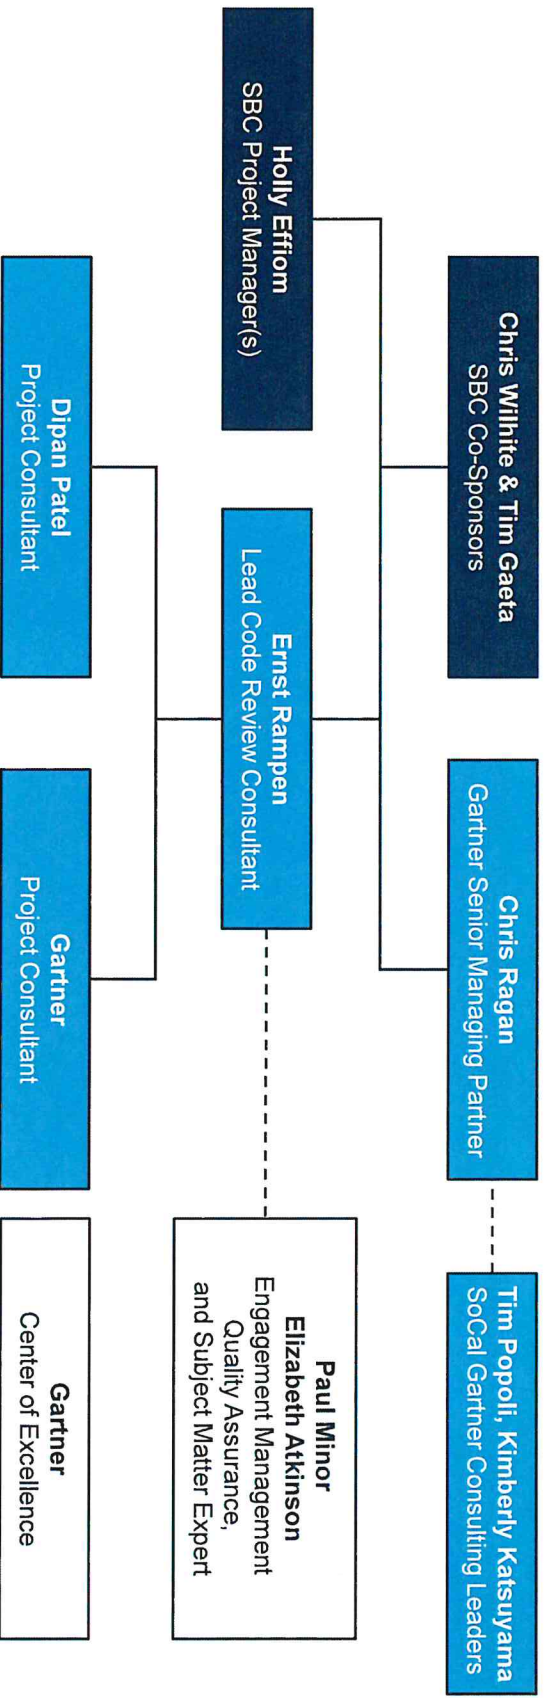 Chris Wilhite & Tim Gaeta
SBC Co-Sponsors
Chris Ragan
Gartner Senior Managing Partner
Tim Popoli, Kimberly Katsuyama
SoCal Gartner Consulting Leaders
Holly Effiom
SBC Project Manager(s)
Ernst Rampen
Lead Code Review Consultant
Paul Minor
Elizabeth Atkinson
Engagement Management
Quality Assurance,
and Subject Matter Expert
Dipan Patel
Project Consultant
Gartner
Project Consultant
Gartner
Center of Excellence